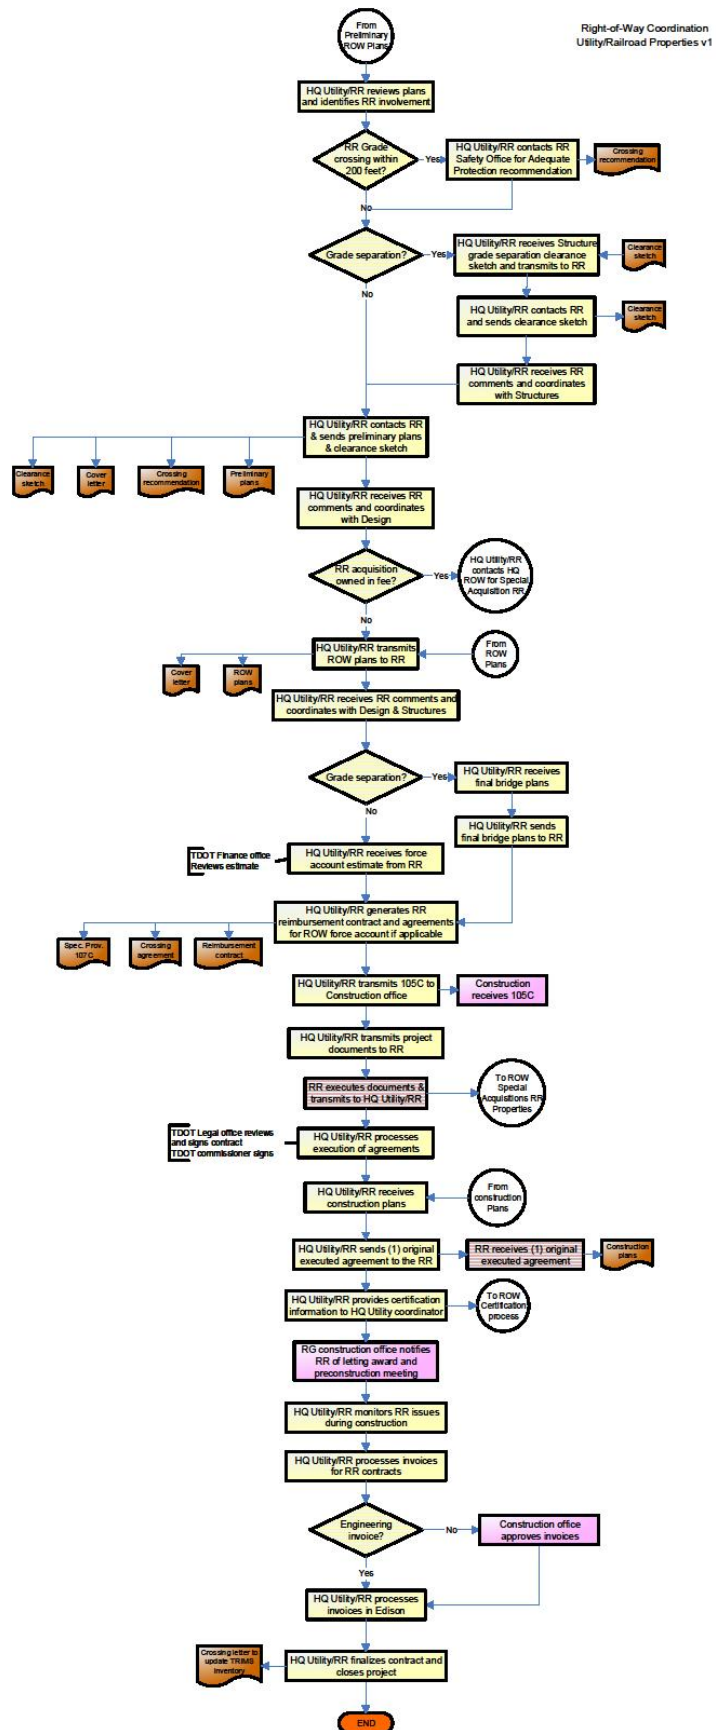 Right-of-Way Coordination
Utility/Railroad Properties v1
From
Preliminary
ROW Plans
HQ Utility/RR reviews plans
and identifies RR involvement
RR Grade
crossing within
200 feet?
Yes
HQ Utility/RR contacts RR
Safety Office for Adequate
Protection recommendation
Crossing
recommendation
No
Grade separation?
Yes
HQ Utility/RR receives Structure
grade separation clearance
sketch and transmits to RR
Clearance
sketch
No
HQ Utility/RR contacts RR
and sends clearance sketch
Clearance
sketch
HQ Utility/RR receives RR
comments and coordinates
with Structures
HQ Utility/RR contacts RR
& sends preliminary plans
& clearance sketch
Clearance
sketch
Cover
letter
Crossing
recommendation
Preliminary
plans
HQ Utility/RR receives RR
comments and coordinates
with Design
RR acquisition
owned in fee?
Yes
HQ Utility/RR
contacts HQ
ROW for Special
Acquisition RR
No
HQ Utility/RR transmits
ROW plans to RR
From
ROW
Plans
Cover
letter
ROW
plans
HQ Utility/RR receives RR comments and
coordinates with Design & Structures
Grade separation?
Yes
HQ Utility/RR receives
final bridge plans
No
HQ Utility/RR sends
final bridge plans to RR
TDOT Finance office
Reviews estimate
HQ Utility/RR receives force
account estimate from RR
HQ Utility/RR generates RR
reimbursement contract and agreements
for ROW force account if applicable
Spec. Prov.
107C
Crossing
agreement
Reimbursement
contract
HQ Utility/RR transmits 105C to
Construction office
Construction
receives 105C
HQ Utility/RR transmits project
documents to RR
RR executes documents &
transmits to HQ Utility/RR
To ROW
Special
Acquisitions RR
Properties
TDOT Legal office reviews
and signs contract
TDOT commissioner signs
HQ Utility/RR processes
execution of agreements
HQ Utility/RR receives
construction plans
From
construction
Plans
HQ Utility/RR sends (1) original
executed agreement to the RR
RR receives (1) original
executed agreement
Construction
plans
HQ Utility/RR provides certification
information to HQ Utility coordinator
To ROW
Certification
process
RG construction office notifies
RR of letting award and
preconstruction meeting
HQ Utility/RR monitors RR issues
during construction
HQ Utility/RR processes invoices
for RR contracts
Engineering
invoice?
No
Construction office
approves invoices
Yes
HQ Utility/RR processes
invoices in Edison
Crossing letter to
update TRIMS
Inventory
HQ Utility/RR finalizes contract and
closes project
END